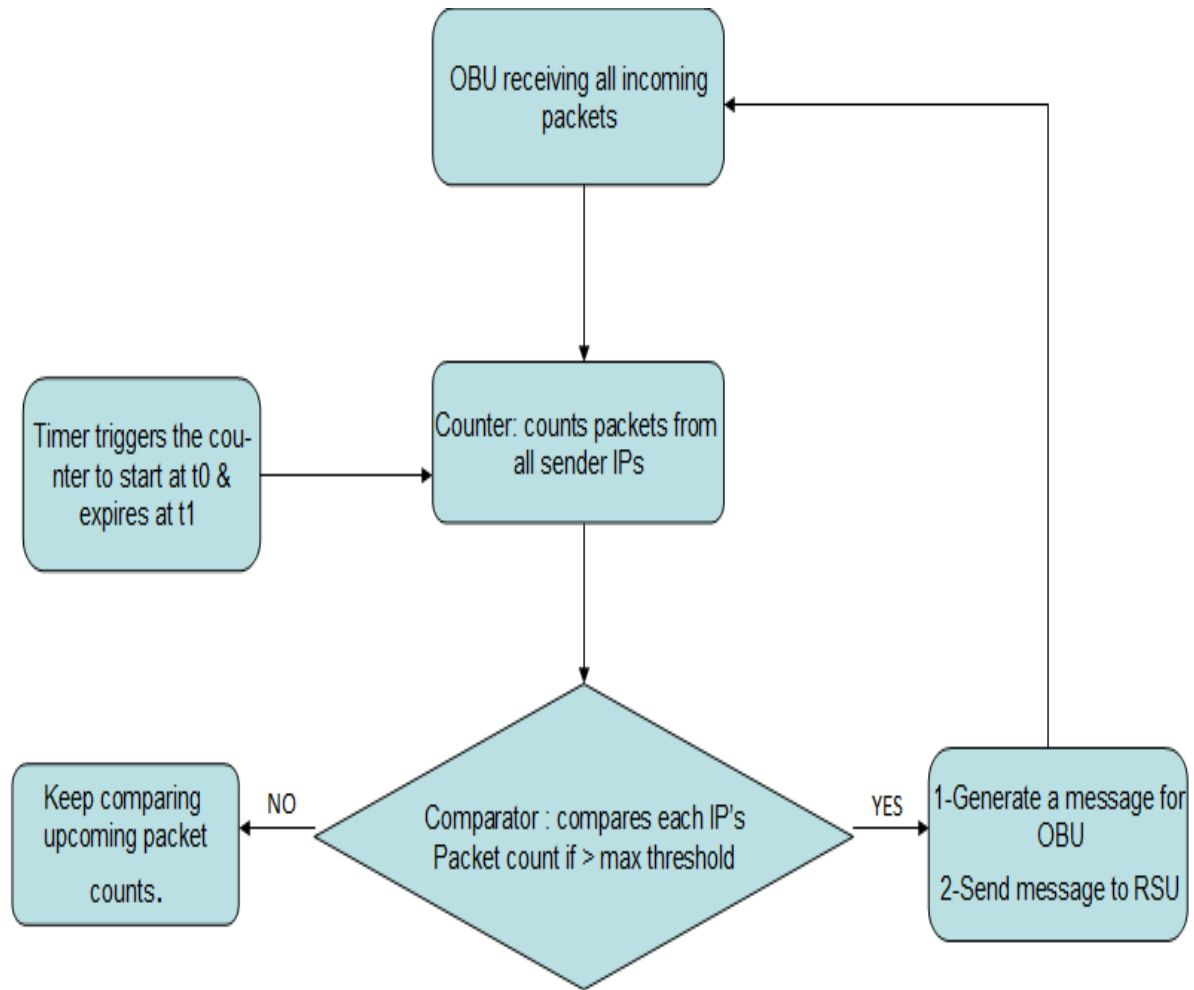 OBU receiving all incoming
packets
Timer triggers the cou-
nter to start at t0 &
expires at t1
Counter: counts packets from
all sender IPs
Keep comparing
upcoming packet
counts.
NO
Comparator : compares each IP's
Packet count if > max threshold
YES
1-Generate a message for
OBU
2-Send message to RSU